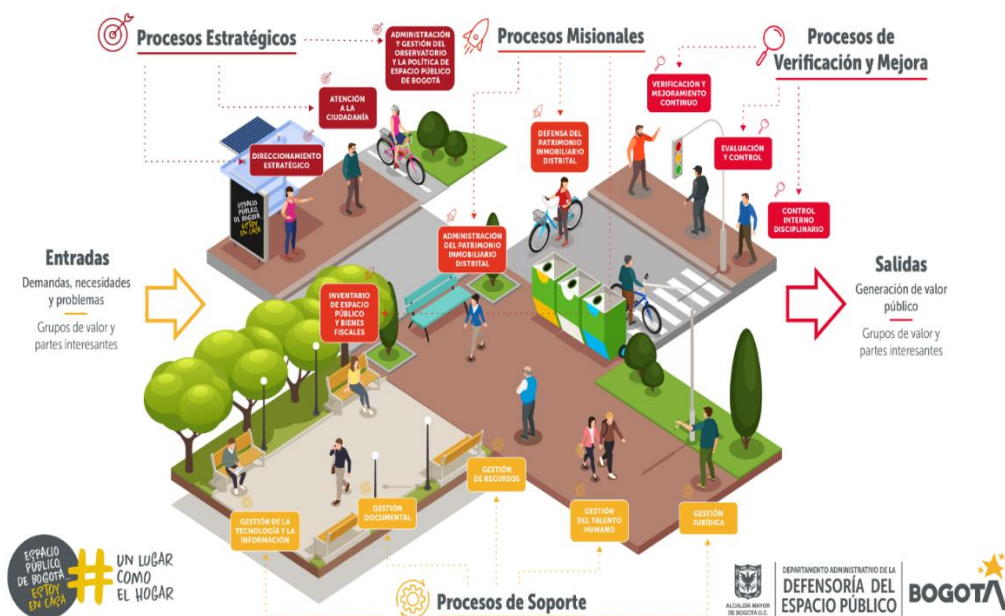 Procesos Estratégicos
ADMINISTRACIÓN
Y GESTIÓN DEL
OBSERVATORIO
Y LA POLÍTICA DE
ESPACIO PÚBLICO
DE BOGOTÁ
ATENCIÓN
A LA
CIUDADANÍA
DIRECCIONAMIENTO
ESTRATÉGICO
Procesos Misionales
DEFENSA DEL
PATRIMONIO
INMOBILIARIO
DISTRITAL
ADMINISTRACIÓN
DEL PATRIMONIO
INMOBILIARIO
DISTRITAL
INVENTARIO
DE ESPACIO
PÚBLICO
Y BIENES
FISCALES
Procesos de
Verificación y Mejora
VERIFICACIÓN Y
MEJORAMIENTO
CONTINUO
EVALUACIÓN
Y CONTROL
CONTROL
INTERNO
DISCIPLINARIO
ESPACIO
PÚBLICO
DE BOGOTÁ
ESTOY
EN CASA
Entradas
Demandas, necesidades
y problemas
Grupos de valor y
partes interesantes
Salidas
Generación de valor
público
Grupos de valor y
partes interesantes
GESTIÓN DE LA
TECNOLOGÍA Y LA
INFORMACIÓN
GESTIÓN
DOCUMENTAL
GESTIÓN
DE RECURSOS
GESTIÓN
DEL TALENTO
HUMANO
GESTIÓN
JURÍDICA
Procesos de Soporte
ESPACIO
PÚBLICO
DE BOGOTÁ...
ESTOY
EN CASA
# UN LUGAR
COMO
EL HOGAR
ALCALDÍA MAYOR
DE BOGOTÁ D.C.
DEPARTAMENTO ADMINISTRATIVO DE LA
DEFENSORÍA DEL
ESPACIO PÚBLICO
BOGOTÁ